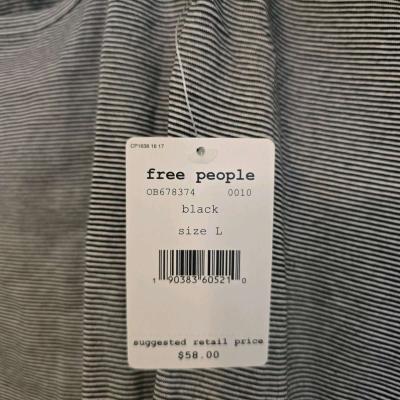 CP1636 16 17
free people
OB678374 0010
black
size L
1 90383 60521 0
suggested retail price
$58.00